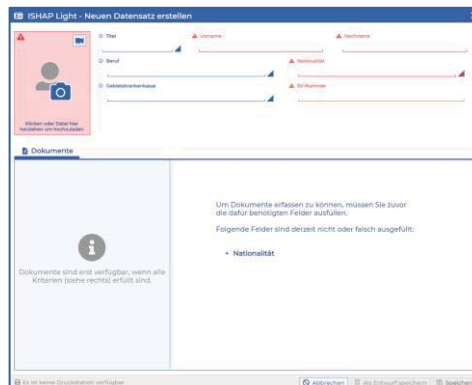 ISHAP Light - Neuen Datensatz erstellen
Titel
Vorname
Nachname
Beruf
Nationalität
Gebietskrankenkasse
SV-Nummer
Klicken oder Datei hier
herziehen um hochzuladen
Dokumente
Um Dokumente erfassen zu können, müssen Sie zuvor
die dafür benötigten Felder ausfüllen.
Folgende Felder sind derzeit nicht oder falsch ausgefüllt:
• Nationalität
Dokumente sind erst verfügbar, wenn alle
Kriterien (siehe rechts) erfüllt sind.
Es ist keine Druckstation verfügbar
Abbrechen
Als Entwurf speichern
Speichern